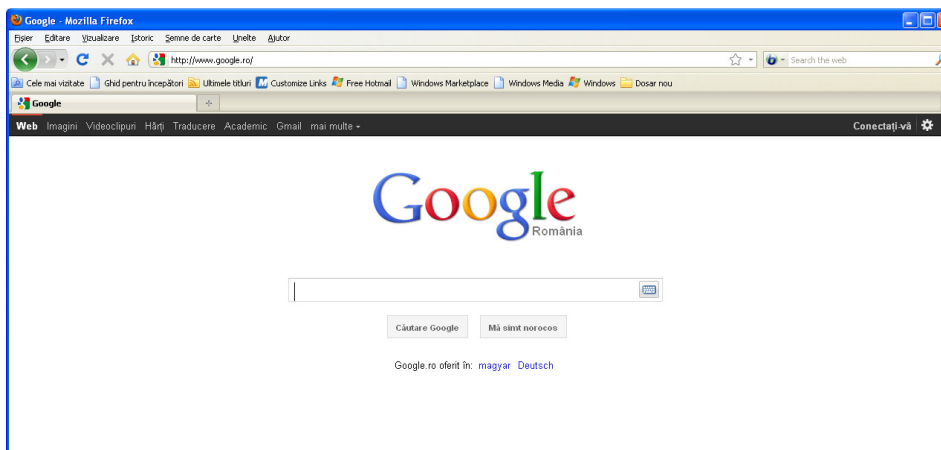 Google - Mozilla Firefox
Fișier Editare Vizualizare Istoric Semne de carte Unelte Ajutor
http://www.google.ro/ Search the web
Cele mai vizitate Ghid pentru începători Ultimele titluri Customize Links Free Hotmail Windows Marketplace Windows Media Windows Dosar nou
Google
Web Imagini Videoclipuri Hărți Traducere Academic Gmail mai multe Conectați-vă
Google
România
Căutare Google Mă simt norocos
Google.ro oferit în: magyar Deutsch